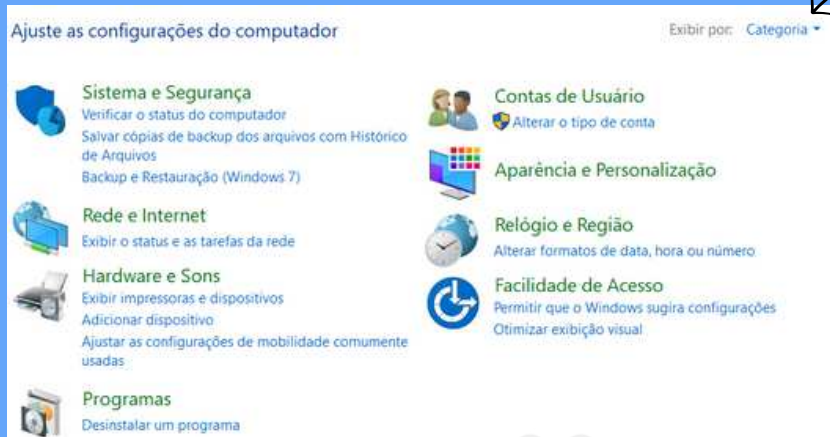 Ajuste as configurações do computador
Exibir por: Categoria
Sistema e Segurança
Verificar o status do computador
Salvar cópias de backup dos arquivos com Histórico
de Arquivos
Backup e Restauração (Windows 7)
Rede e Internet
Exibir o status e as tarefas da rede
Hardware e Sons
Exibir impressoras e dispositivos
Adicionar dispositivo
Ajustar as configurações de mobilidade comumente
usadas
Programas
Desinstalar um programa
Contas de Usuário
Alterar o tipo de conta
Aparência e Personalização
Relógio e Região
Alterar formatos de data, hora ou número
Facilidade de Acesso
Permitir que o Windows sugira configurações
Otimizar exibição visual